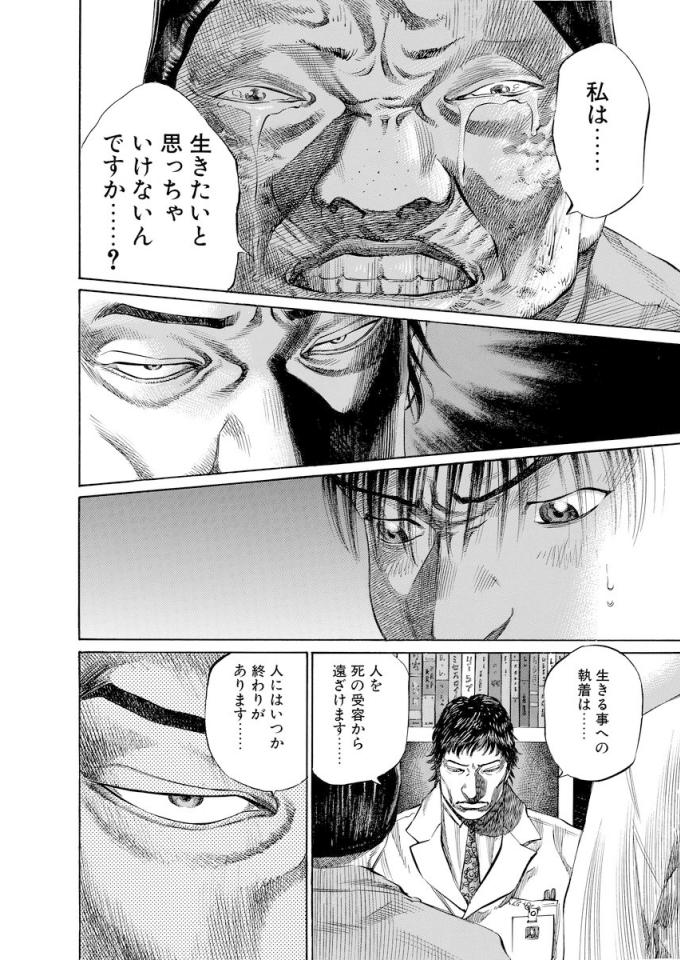 私は……
生きたいと
思っちゃ
いけないん
ですか……?
生きる事への
執着は……
人を
死の受容から
遠ざけます……
人にはいつか
終わりが
あります……